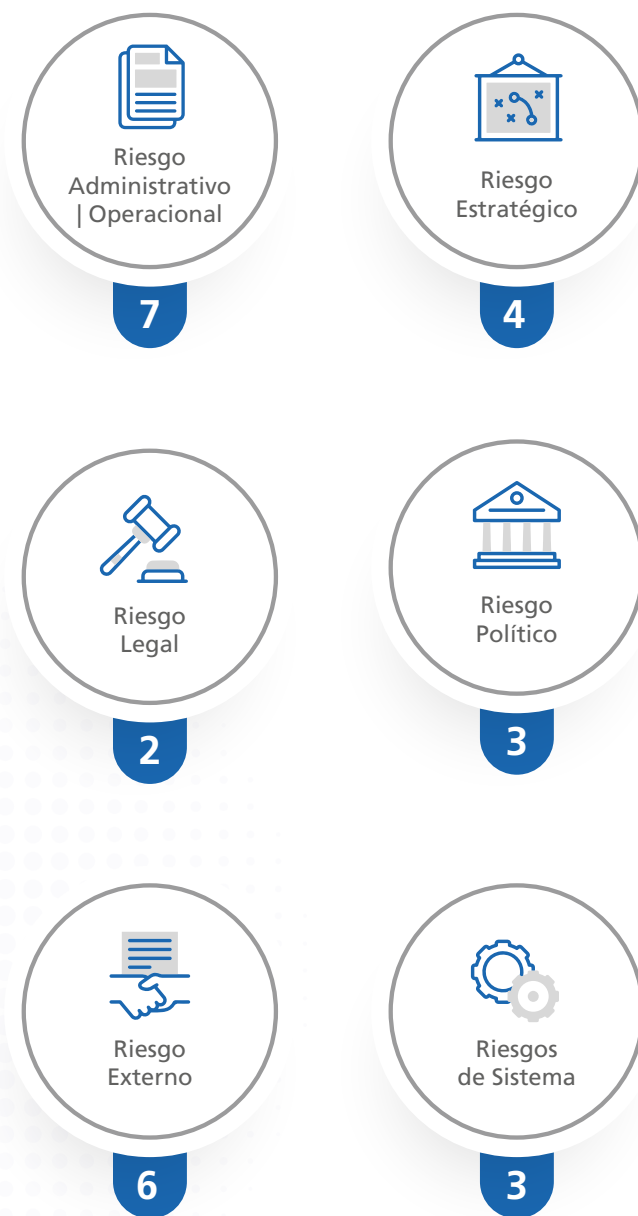 Riesgo
Administrativo
| Operacional
7
Riesgo
Estratégico
4
Riesgo
Legal
2
Riesgo
Político
3
Riesgo
Externo
6
Riesgos
de Sistema
3